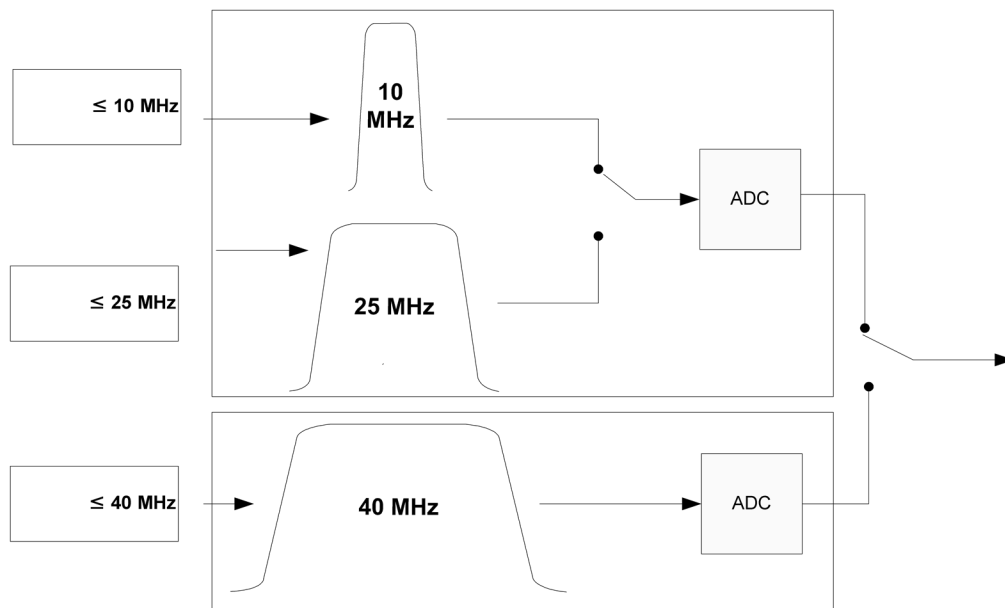 ≤ 10 MHz
10
MHz
ADC
≤ 25 MHz
25 MHz
≤ 40 MHz
40 MHz
ADC